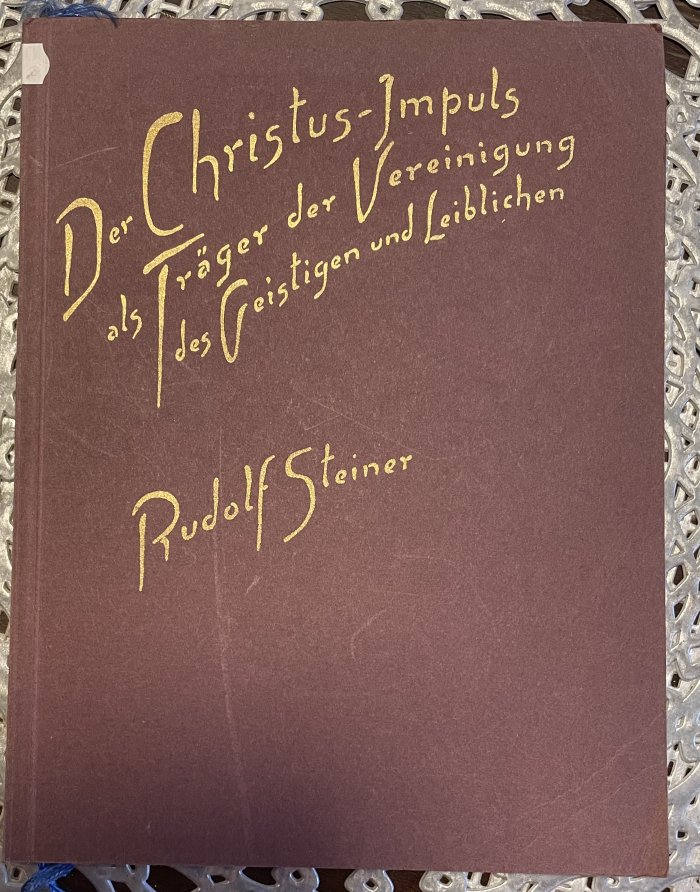 Der Christus-Impuls
als Träger der Vereinigung
des Geistigen und Leiblichen
Rudolf Steiner